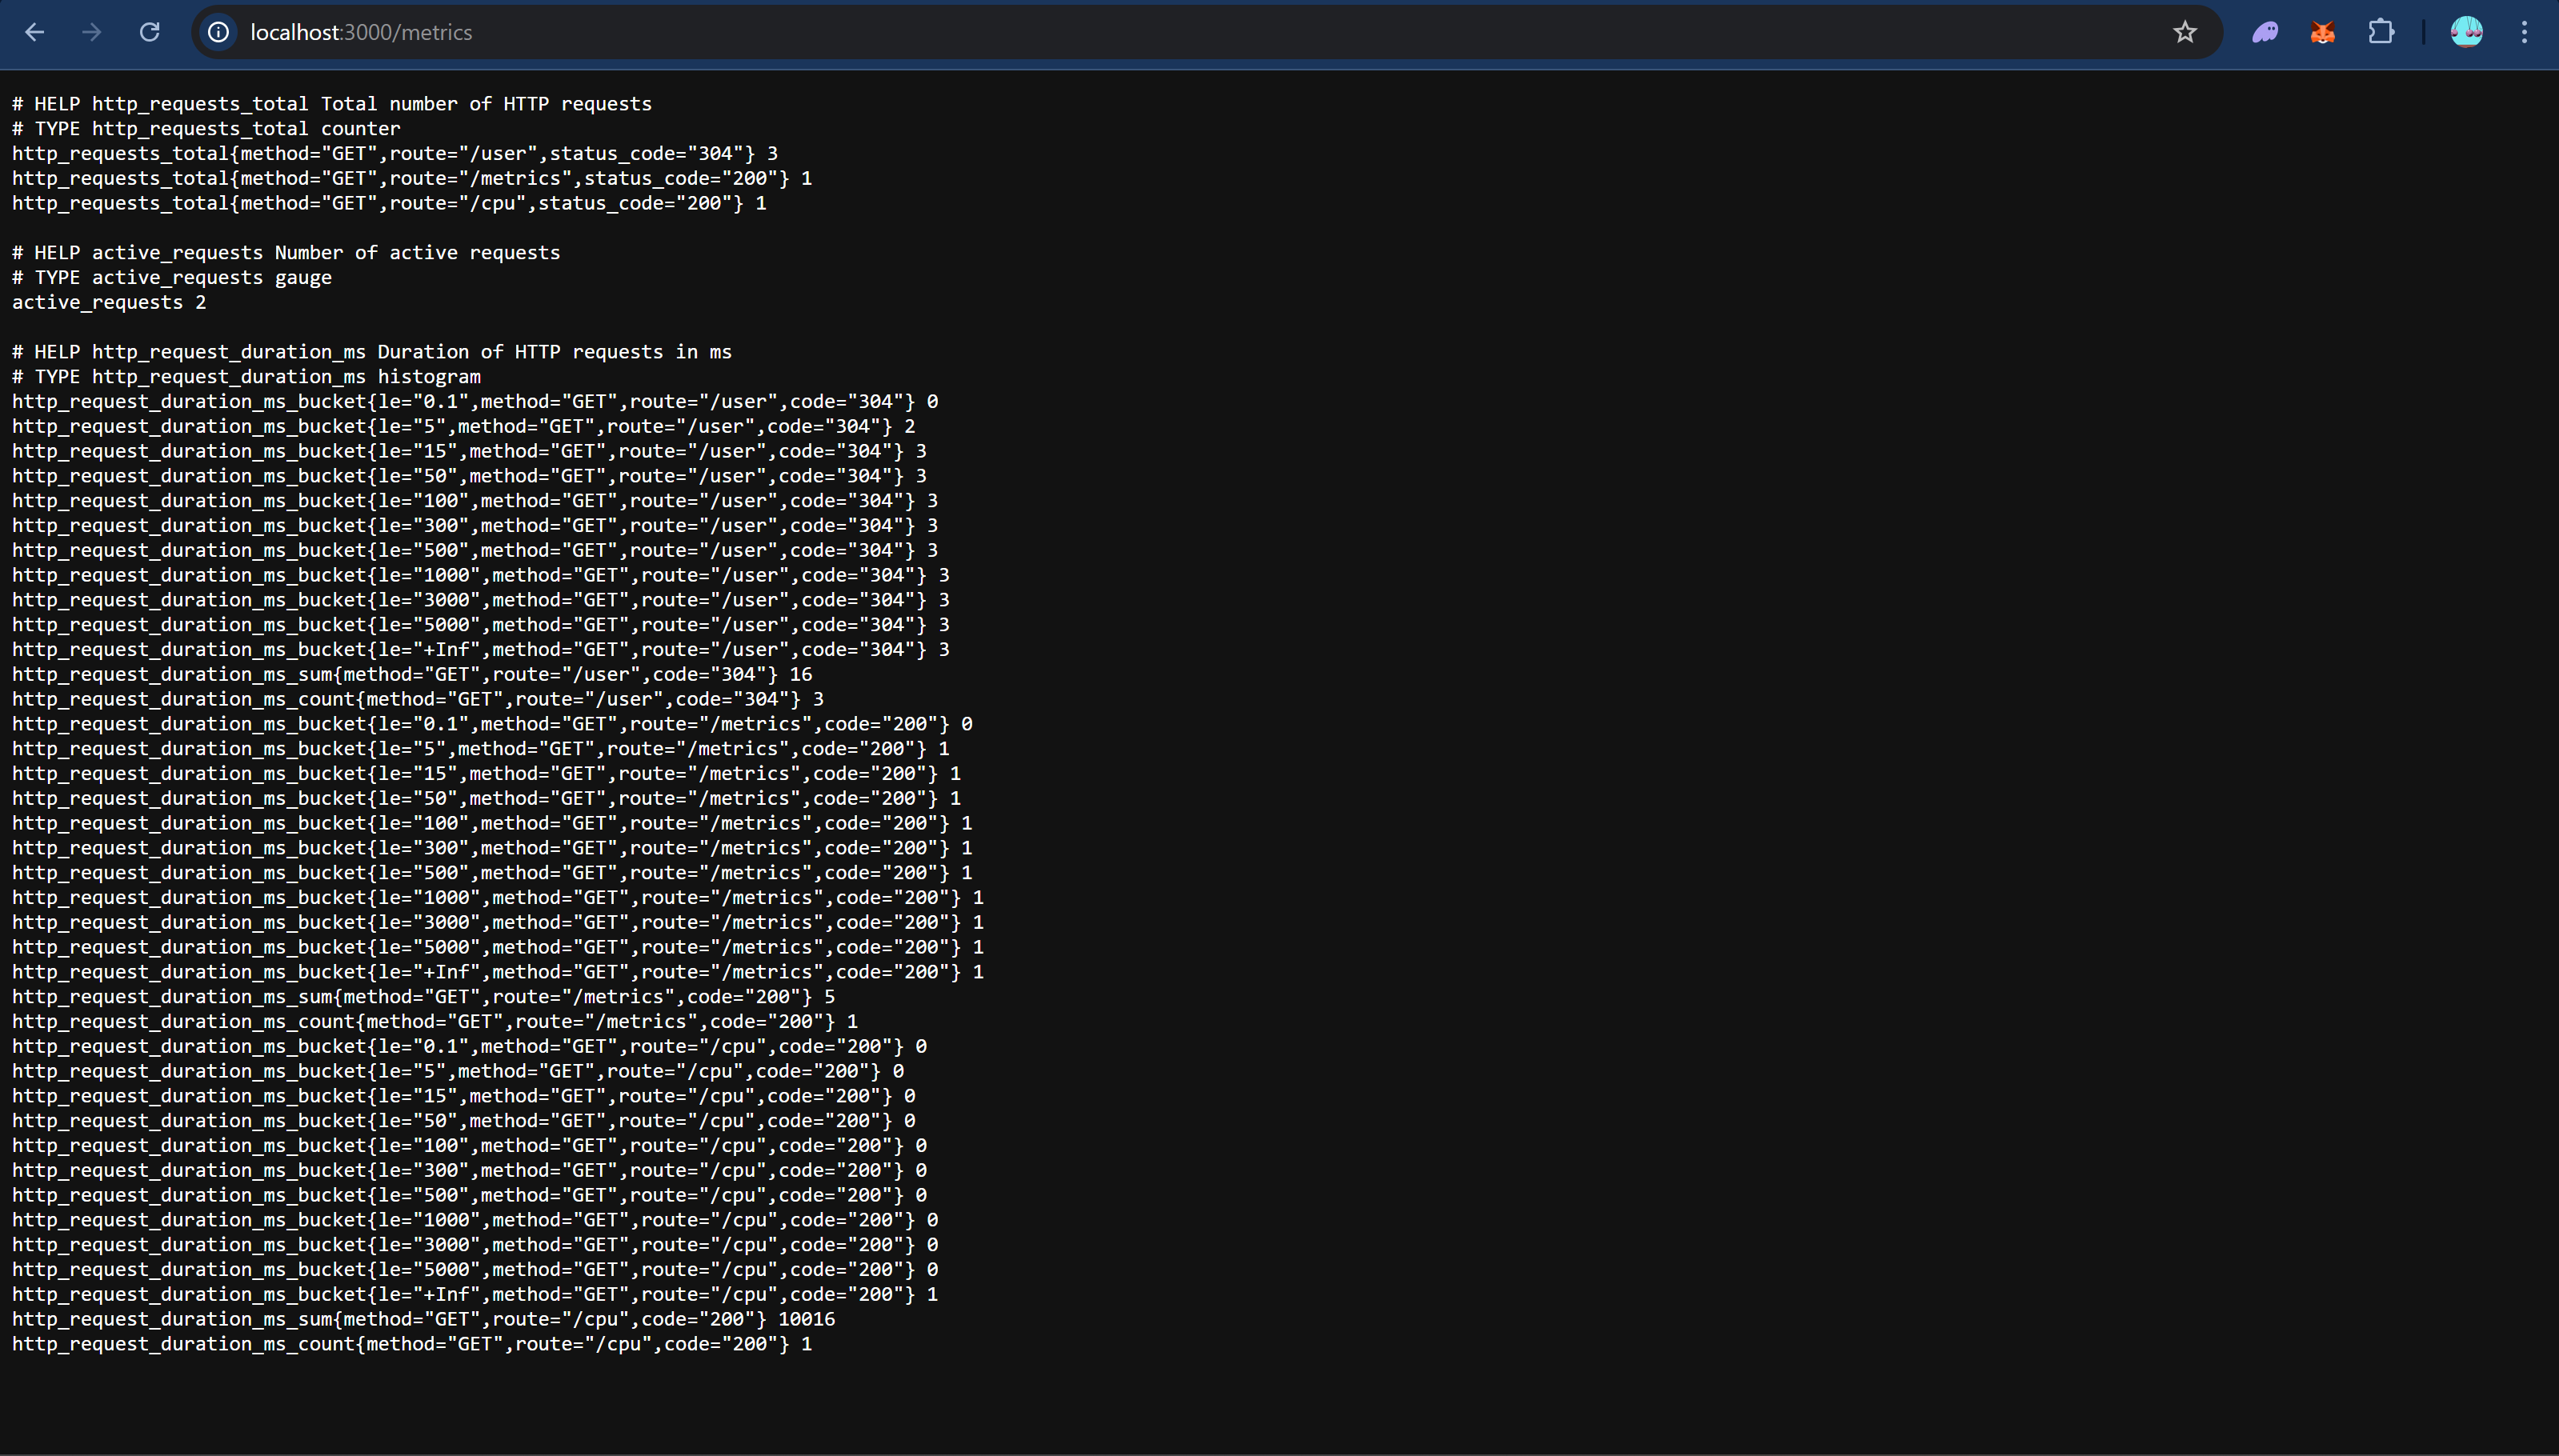 localhost:3000/metrics
# HELP http_requests_total Total number of HTTP requests
# TYPE http_requests_total counter
http_requests_total{method="GET",route="/user",status_code="304"} 3
http_requests_total{method="GET",route="/metrics",status_code="200"} 1
http_requests_total{method="GET",route="/cpu",status_code="200"} 1
# HELP active_requests Number of active requests
# TYPE active_requests gauge
active_requests 2
# HELP http_request_duration_ms Duration of HTTP requests in ms
# TYPE http_request_duration_ms histogram
http_request_duration_ms_bucket{le="0.1",method="GET",route="/user",code="304"} 0
http_request_duration_ms_bucket{le="5",method="GET",route="/user",code="304"} 2
http_request_duration_ms_bucket{le="15",method="GET",route="/user",code="304"} 3
http_request_duration_ms_bucket{le="50",method="GET",route="/user",code="304"} 3
http_request_duration_ms_bucket{le="100",method="GET",route="/user",code="304"} 3
http_request_duration_ms_bucket{le="300",method="GET",route="/user",code="304"} 3
http_request_duration_ms_bucket{le="500",method="GET",route="/user",code="304"} 3
http_request_duration_ms_bucket{le="1000",method="GET",route="/user",code="304"} 3
http_request_duration_ms_bucket{le="3000",method="GET",route="/user",code="304"} 3
http_request_duration_ms_bucket{le="5000",method="GET",route="/user",code="304"} 3
http_request_duration_ms_bucket{le="+Inf",method="GET",route="/user",code="304"} 3
http_request_duration_ms_sum{method="GET",route="/user",code="304"} 16
http_request_duration_ms_count{method="GET",route="/user",code="304"} 3
http_request_duration_ms_bucket{le="0.1",method="GET",route="/metrics",code="200"} 0
http_request_duration_ms_bucket{le="5",method="GET",route="/metrics",code="200"} 1
http_request_duration_ms_bucket{le="15",method="GET",route="/metrics",code="200"} 1
http_request_duration_ms_bucket{le="50",method="GET",route="/metrics",code="200"} 1
http_request_duration_ms_bucket{le="100",method="GET",route="/metrics",code="200"} 1
http_request_duration_ms_bucket{le="300",method="GET",route="/metrics",code="200"} 1
http_request_duration_ms_bucket{le="500",method="GET",route="/metrics",code="200"} 1
http_request_duration_ms_bucket{le="1000",method="GET",route="/metrics",code="200"} 1
http_request_duration_ms_bucket{le="3000",method="GET",route="/metrics",code="200"} 1
http_request_duration_ms_bucket{le="5000",method="GET",route="/metrics",code="200"} 1
http_request_duration_ms_bucket{le="+Inf",method="GET",route="/metrics",code="200"} 1
http_request_duration_ms_sum{method="GET",route="/metrics",code="200"} 5
http_request_duration_ms_count{method="GET",route="/metrics",code="200"} 1
http_request_duration_ms_bucket{le="0.1",method="GET",route="/cpu",code="200"} 0
http_request_duration_ms_bucket{le="5",method="GET",route="/cpu",code="200"} 0
http_request_duration_ms_bucket{le="15",method="GET",route="/cpu",code="200"} 0
http_request_duration_ms_bucket{le="50",method="GET",route="/cpu",code="200"} 0
http_request_duration_ms_bucket{le="100",method="GET",route="/cpu",code="200"} 0
http_request_duration_ms_bucket{le="300",method="GET",route="/cpu",code="200"} 0
http_request_duration_ms_bucket{le="500",method="GET",route="/cpu",code="200"} 0
http_request_duration_ms_bucket{le="1000",method="GET",route="/cpu",code="200"} 0
http_request_duration_ms_bucket{le="3000",method="GET",route="/cpu",code="200"} 0
http_request_duration_ms_bucket{le="5000",method="GET",route="/cpu",code="200"} 0
http_request_duration_ms_bucket{le="+Inf",method="GET",route="/cpu",code="200"} 1
http_request_duration_ms_sum{method="GET",route="/cpu",code="200"} 10016
http_request_duration_ms_count{method="GET",route="/cpu",code="200"} 1